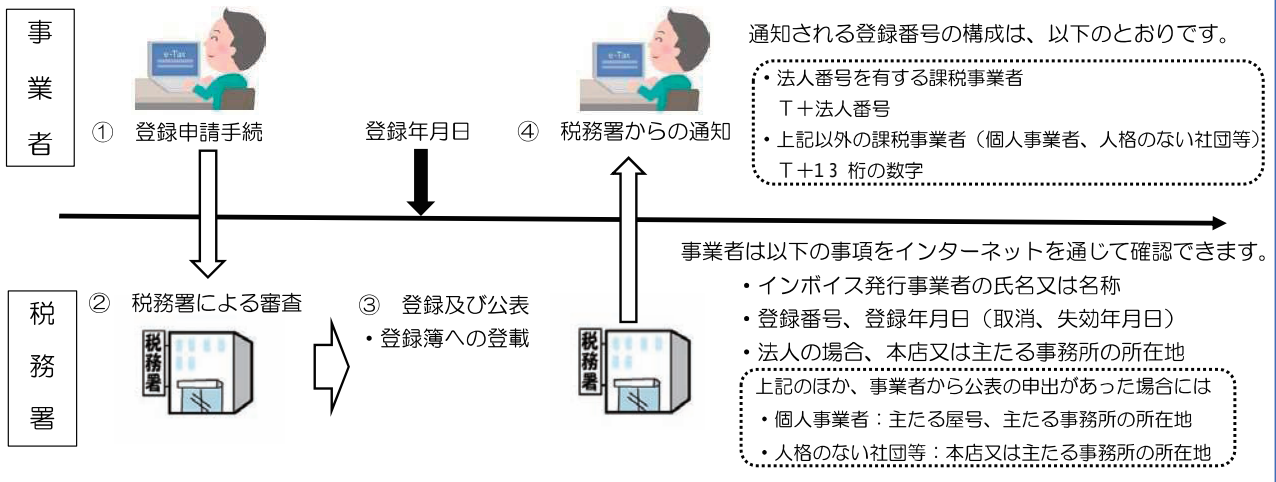 事業者
e-Tax
① 登録申請手続
登録年月日
e-Tax
④ 税務署からの通知
通知される登録番号の構成は、以下のとおりです。
・法人番号を有する課税事業者
T+法人番号
・上記以外の課税事業者（個人事業者、人格のない社団等）
T+13 桁の数字
税務署
② 税務署による審査
税務署
③ 登録及び公表
・登録簿への登載
税務署
事業者は以下の事項をインターネットを通じて確認できます。
・インボイス発行事業者の氏名又は名称
・登録番号、登録年月日（取消、失効年月日）
・法人の場合、本店又は主たる事務所の所在地
上記のほか、事業者から公表の申出があった場合には
・個人事業者：主たる屋号、主たる事務所の所在地
・人格のない社団等：本店又は主たる事務所の所在地